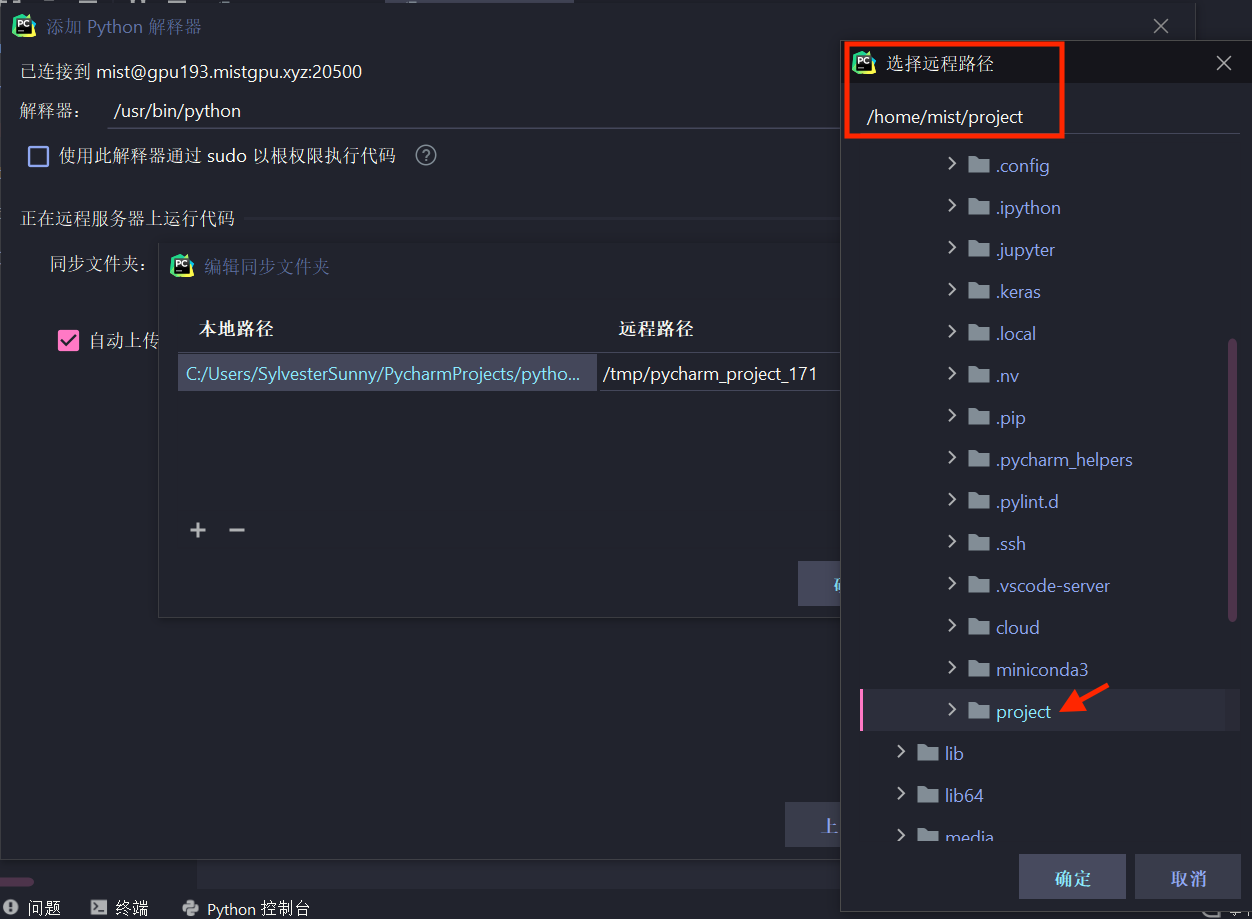 添加 Python 解释器
已连接到 mist@gpu193.mistgpu.xyz:20500
解释器： /usr/bin/python
使用此解释器通过 sudo 以根权限执行代码
正在远程服务器上运行代码
同步文件夹：
编辑同步文件夹
本地路径 远程路径
自动上传
C:/Users/SylvesterSunny/PycharmProjects/pytho... /tmp/pycharm_project_171
上
选择远程路径
/home/mist/project
.config
.ipython
.jupyter
.keras
.local
.nv
.pip
.pycharm_helpers
.pylint.d
.ssh
.vscode-server
cloud
miniconda3
project
lib
lib64
media
确定 取消
问题 终端 Python 控制台